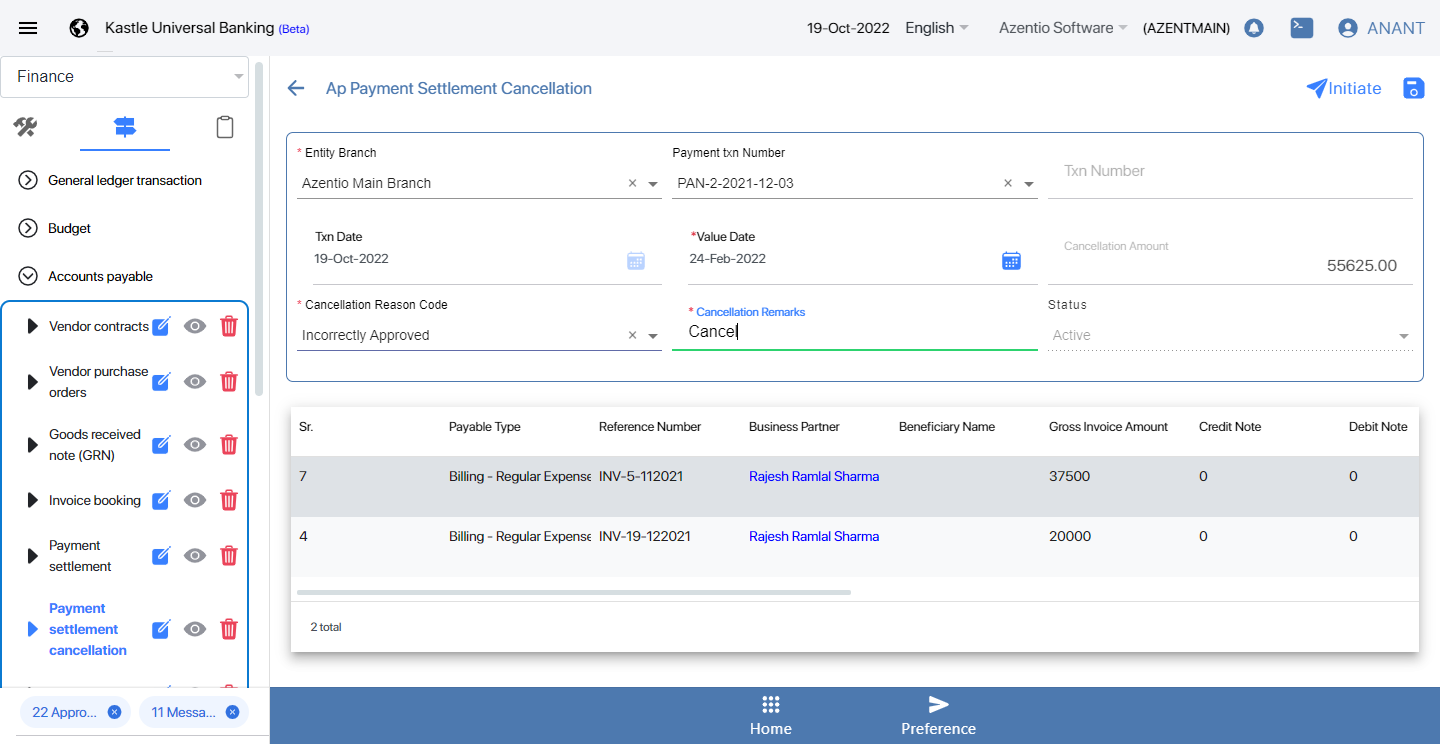 Kastle Universal Banking (Beta)
19-Oct-2022
English
Azentio Software
(AZENTMAIN)
ANANT
Finance
General ledger transaction
Budget
Accounts payable
Vendor contracts
Vendor purchase
orders
Goods received
note (GRN)
Invoice booking
Payment
settlement
Payment
settlement
cancellation
22 Appro...
11 Messa...
Ap Payment Settlement Cancellation
Initiate
* Entity Branch
Azentio Main Branch
Payment txn Number
PAN-2-2021-12-03
Txn Number
Txn Date
19-Oct-2022
*Value Date
24-Feb-2022
Cancellation Amount
55625.00
* Cancellation Reason Code
Incorrectly Approved
* Cancellation Remarks
Cancel
Status
Active
Sr. Payable Type Reference Number Business Partner Beneficiary Name Gross Invoice Amount Credit Note Debit Note
7 Billing - Regular Expense INV-5-112021 Rajesh Ramlal Sharma 37500 0 0
4 Billing - Regular Expense INV-19-122021 Rajesh Ramlal Sharma 20000 0 0
2 total
Home
Preference